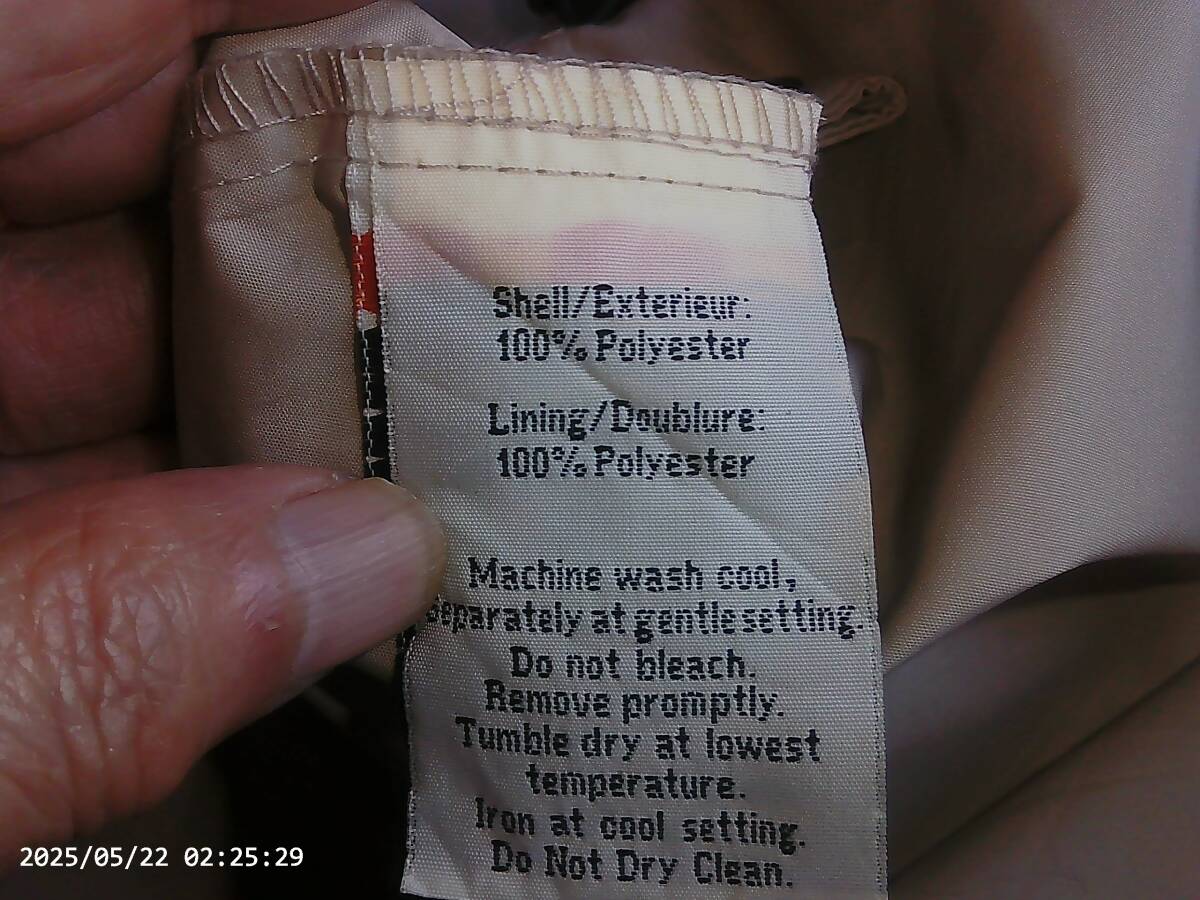 Shell/Exterieur:
100% Polyester
Lining/Doublure:
100% Polyester
Machine wash cool,
separately at gentle setting.
Do not bleach.
Remove promptly.
Tumble dry at lowest
temperature.
Iron at cool setting.
Do Not Dry Clean.
2025/05/22 02:25:29